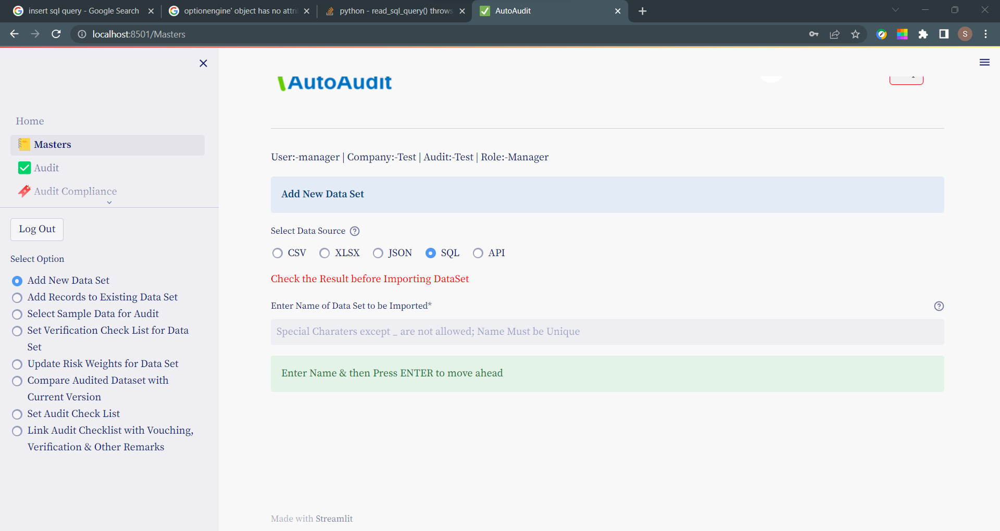 insert sql query - Google Search
optionengine' object has no attri
python - read_sql_query() throws
AutoAudit
localhost:8501/Masters
S
AutoAudit
Home
Masters
Audit
Audit Compliance
Log Out
Select Option
Add New Data Set
Add Records to Existing Data Set
Select Sample Data for Audit
Set Verification Check List for Data
Set
Update Risk Weights for Data Set
Compare Audited Dataset with
Current Version
Set Audit Check List
Link Audit Checklist with Vouching,
Verification & Other Remarks
User:-manager | Company:-Test | Audit:-Test | Role:-Manager
Add New Data Set
Select Data Source
CSV XLSX JSON SQL API
Check the Result before Importing DataSet
Enter Name of Data Set to be Imported*
Special Charaters except _ are not allowed; Name Must be Unique
Enter Name & then Press ENTER to move ahead
Made with Streamlit